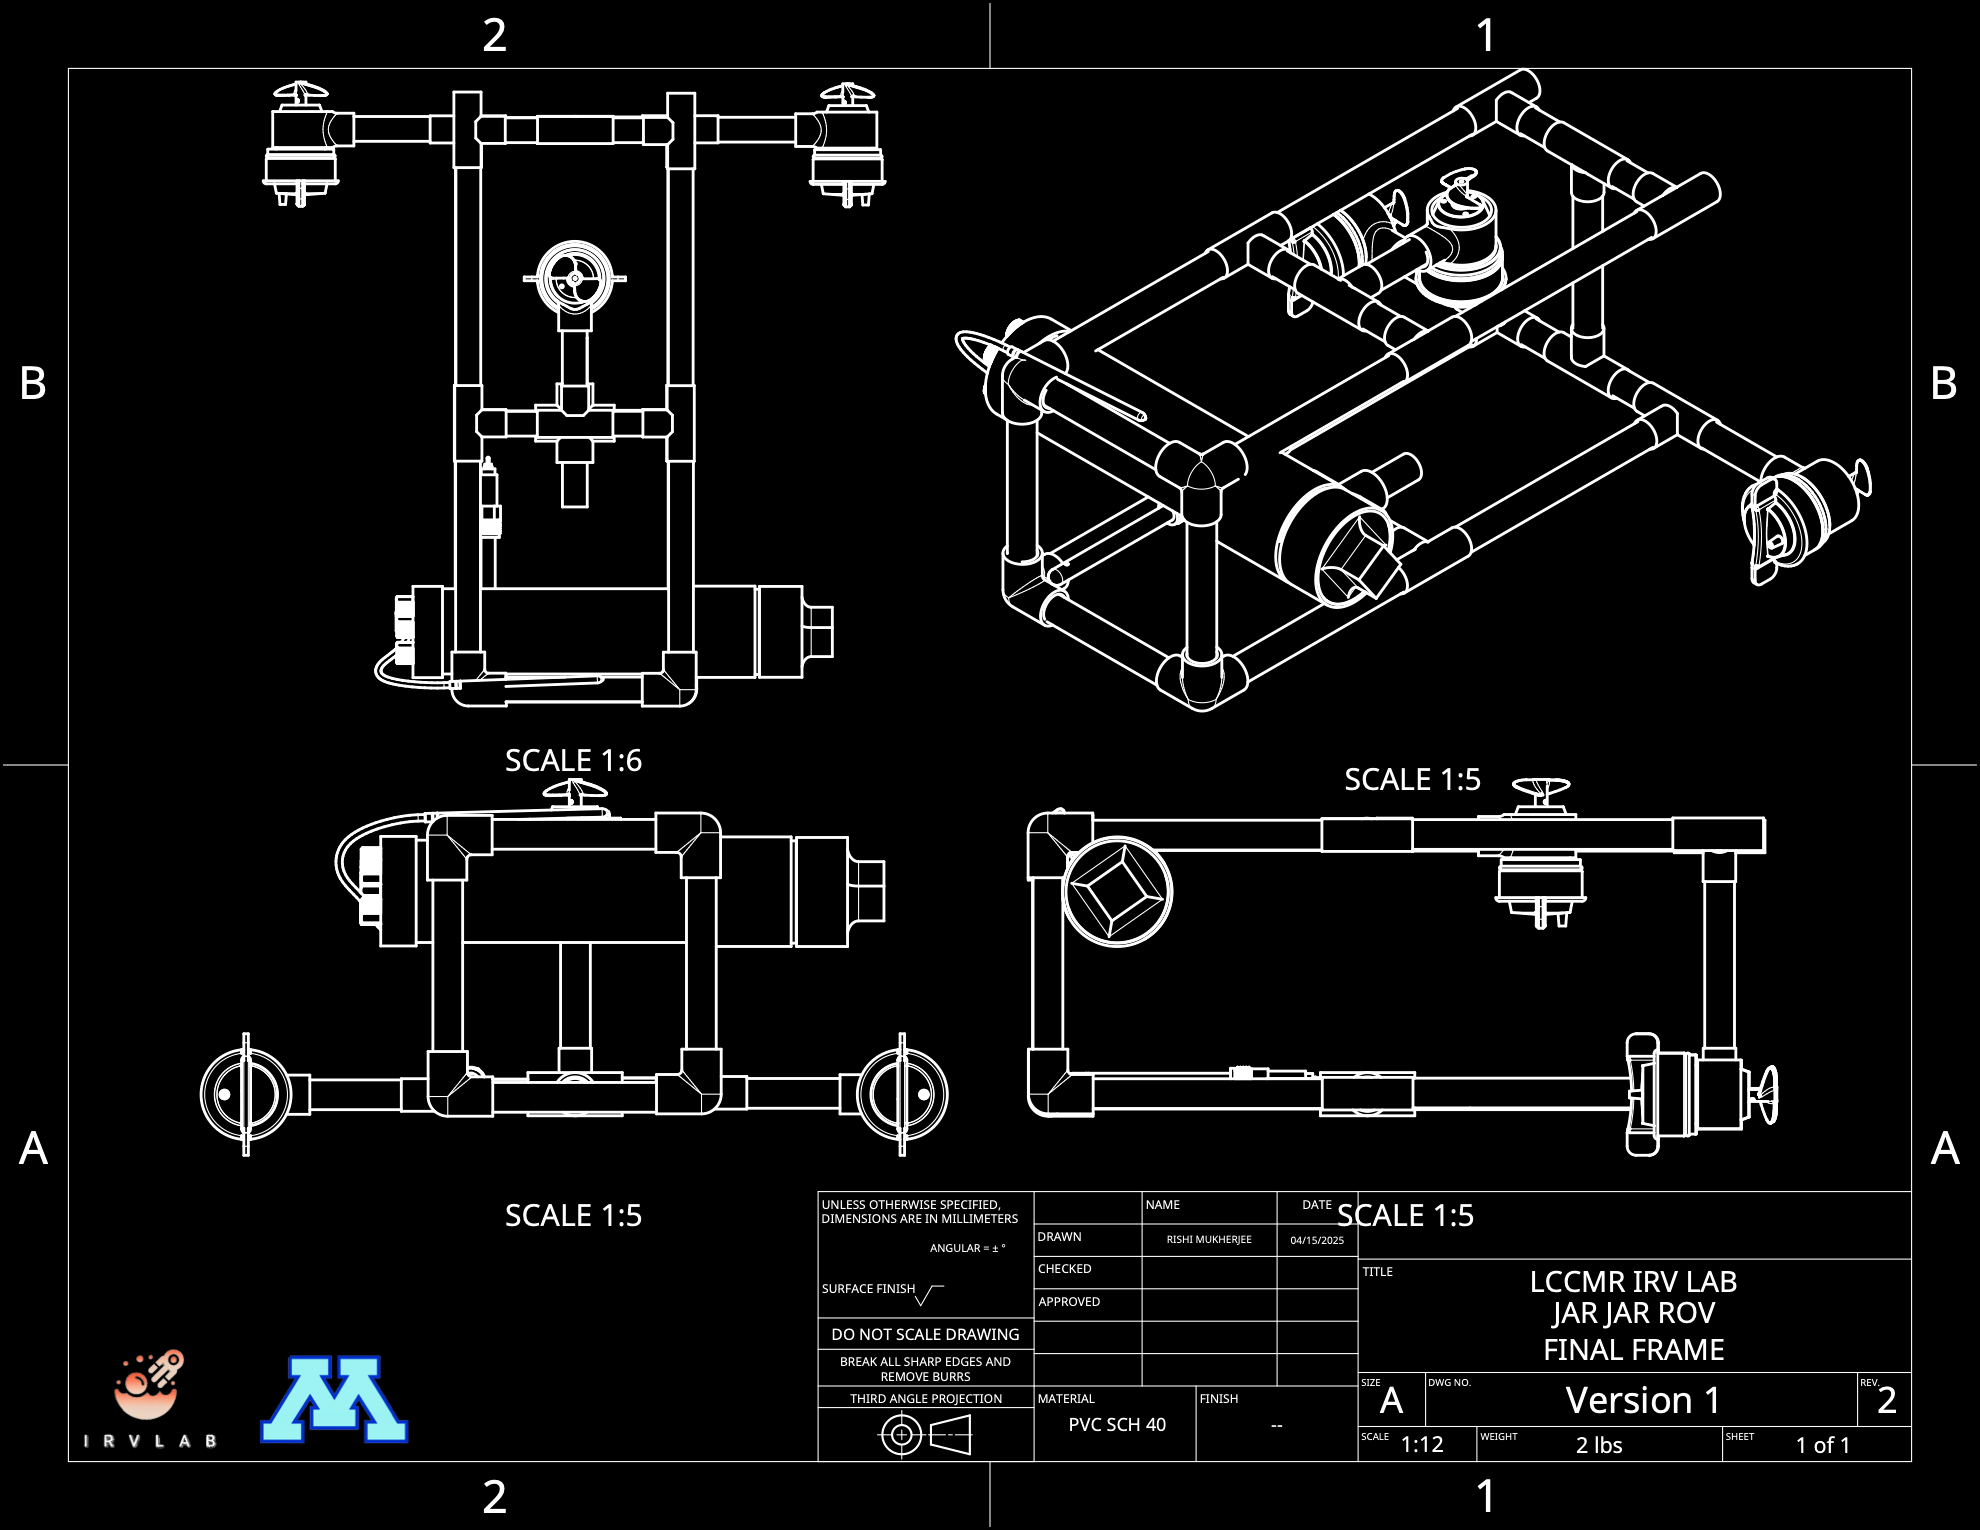 2
1
B
B
SCALE 1:6
SCALE 1:5
A
A
SCALE 1:5
SCALE 1:5
UNLESS OTHERWISE SPECIFIED,
DIMENSIONS ARE IN MILLIMETERS
ANGULAR = ± °
SURFACE FINISH
DO NOT SCALE DRAWING
BREAK ALL SHARP EDGES AND
REMOVE BURRS
THIRD ANGLE PROJECTION
NAME
DATE
DRAWN
RISHI MUKHERJEE
04/15/2025
CHECKED
APPROVED
MATERIAL
PVC SCH 40
FINISH
--
TITLE
LCCMR IRV LAB
JAR JAR ROV
FINAL FRAME
SIZE
A
DWG NO.
Version 1
REV.
2
SCALE
1:12
WEIGHT
2 lbs
SHEET
1 of 1
IRVLAB
M
2
1